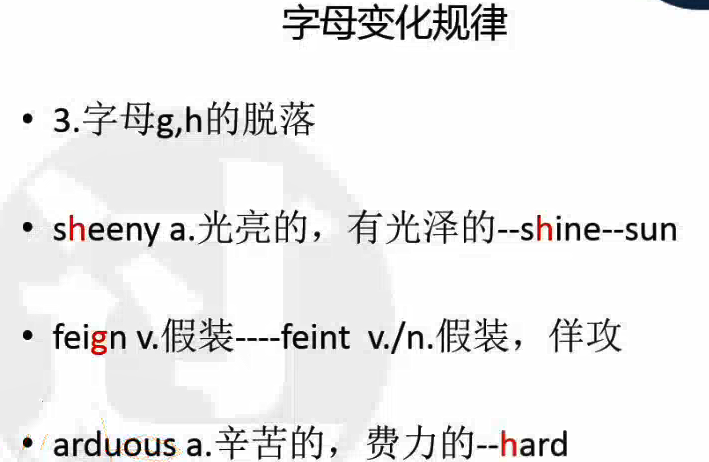 字母变化规律
• 3.字母g,h的脱落
• sheeny a.光亮的，有光泽的--shine--sun
• feign v.假装----feint v./n.假装，佯攻
• arduous a.辛苦的，费力的--hard